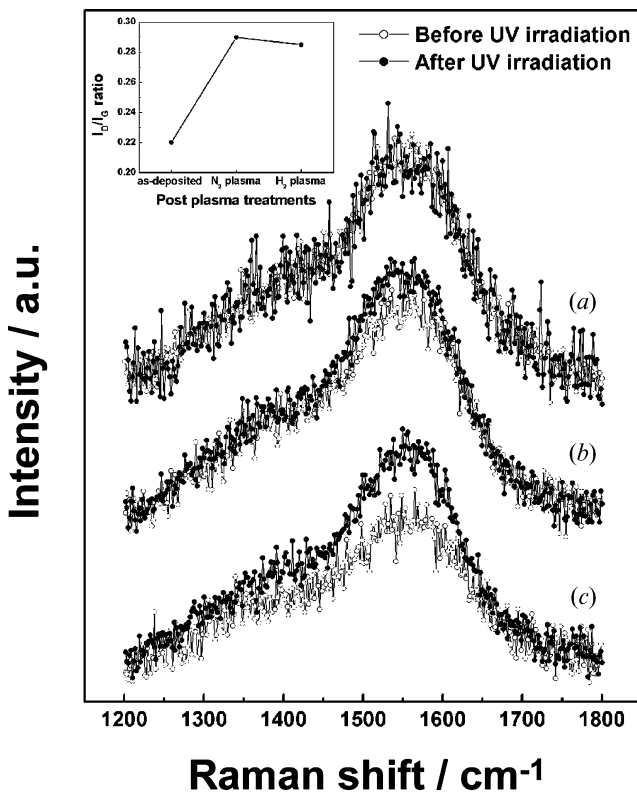 Before UV irradiation
After UV irradiation
0.30
0.28
0.26
0.24
0.22
0.20
I_D/I_G ratio
as-deposited N₂ plasma H₂ plasma
Post plasma treatments
(a)
(b)
(c)
Intensity / a.u.
1200 1300 1400 1500 1600 1700 1800
Raman shift / cm⁻¹